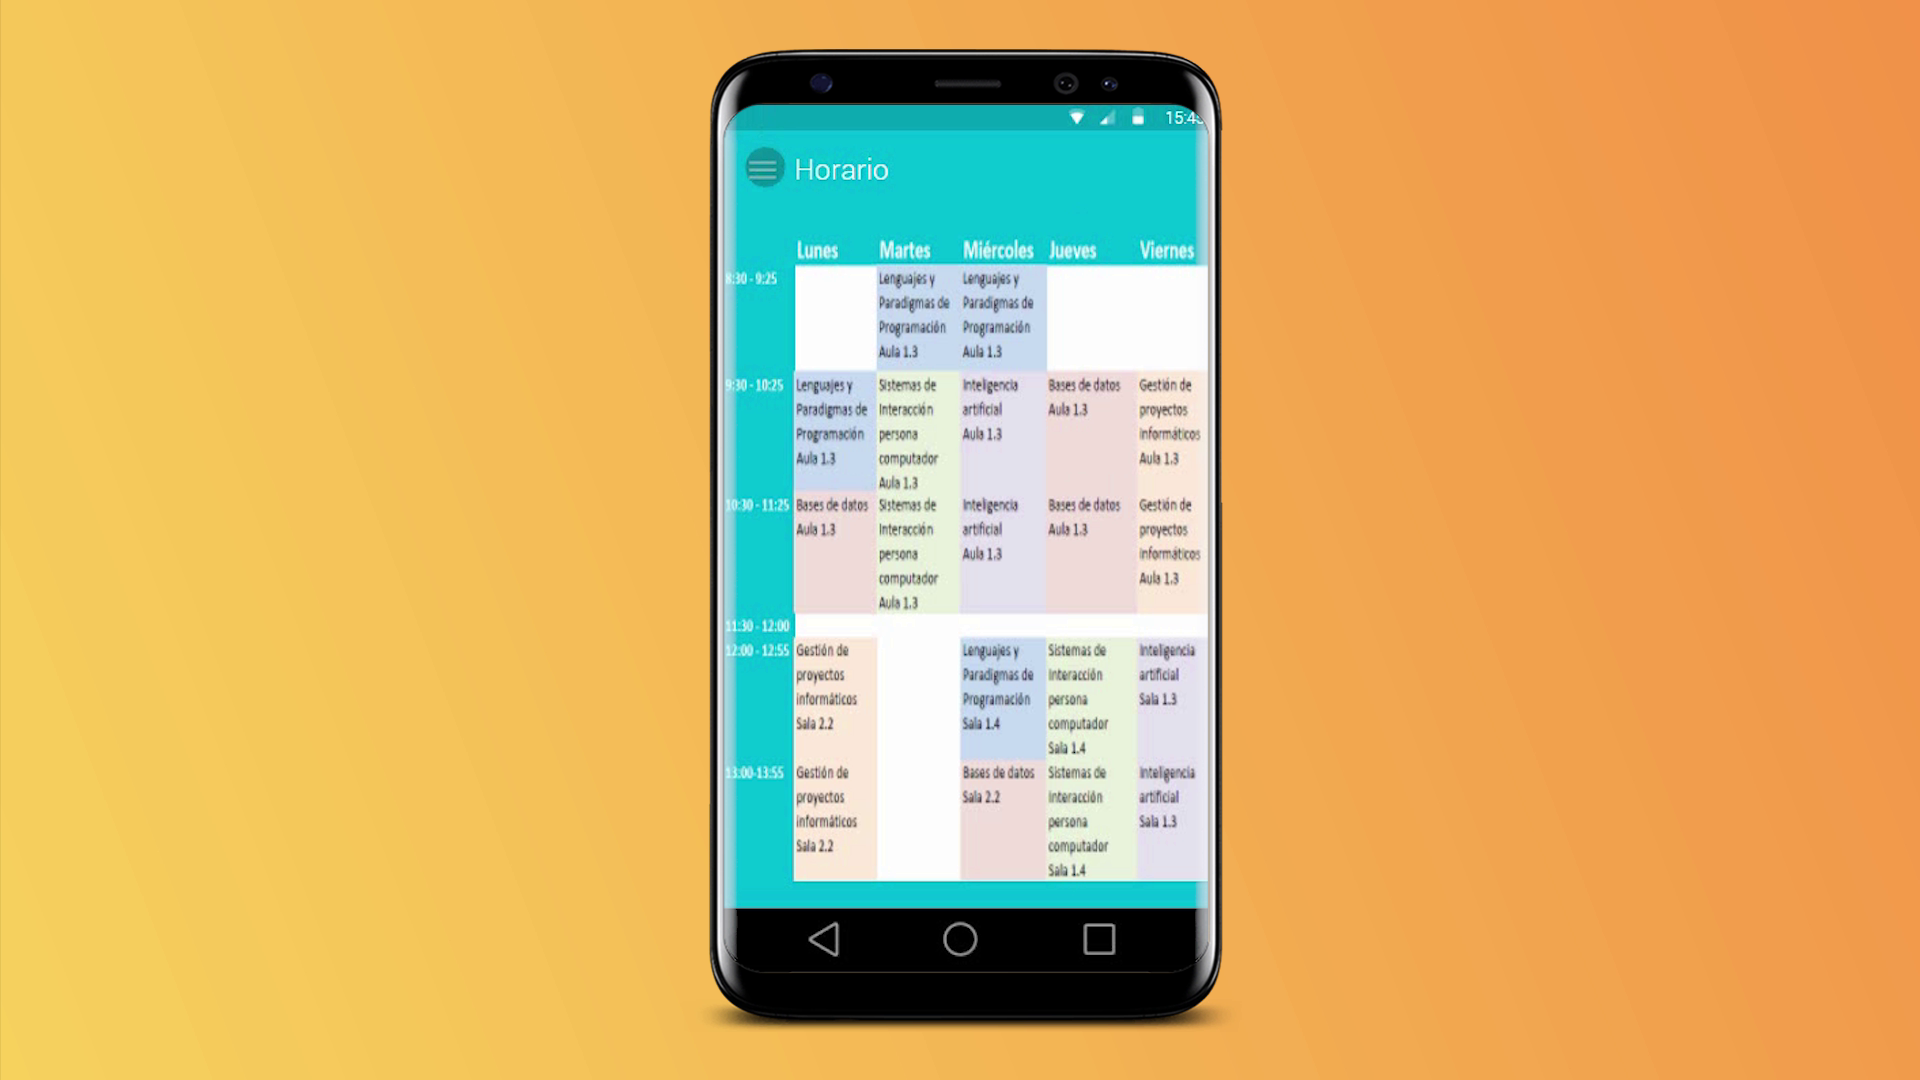 15:4
Horario
Lunes Martes Miércoles Jueves Viernes
8:30 - 9:25
Lenguajes y
Paradigmas de
Programación
Aula 1.3
Lenguajes y
Paradigmas de
Programación
Aula 1.3
9:30 - 10:25
Lenguajes y
Paradigmas de
Programación
Aula 1.3
Sistemas de
Interacción
persona
computador
Aula 1.3
Inteligencia
artificial
Aula 1.3
Bases de datos
Aula 1.3
Gestión de
proyectos
informáticos
Aula 1.3
10:30 - 11:25
Bases de datos
Aula 1.3
Sistemas de
Interacción
persona
computador
Aula 1.3
Inteligencia
artificial
Aula 1.3
Bases de datos
Aula 1.3
Gestión de
proyectos
informáticos
Aula 1.3
11:30 - 12:00
12:00 - 12:55
Gestión de
proyectos
informáticos
Sala 2.2
Lenguajes y
Paradigmas de
Programación
Sala 1.4
Sistemas de
Interacción
persona
computador
Sala 1.4
Inteligencia
artificial
Sala 1.3
13:00-13:55
Gestión de
proyectos
informáticos
Sala 2.2
Bases de datos
Sala 2.2
Sistemas de
Interacción
persona
computador
Sala 1.4
Inteligencia
artificial
Sala 1.3